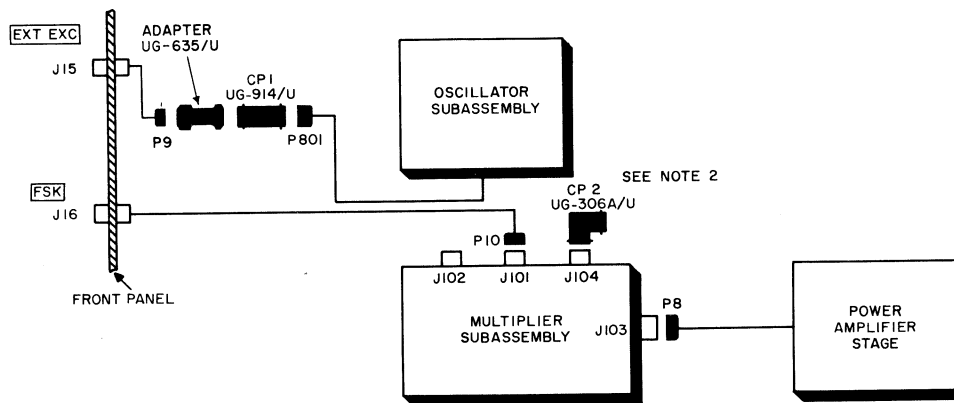 EXT EXC
J15
ADAPTER
UG-635/U
CP1
UG-914/U
P9
P801
OSCILLATOR
SUBASSEMBLY
FSK
J16
FRONT PANEL
P10
CP 2
UG-306A/U
SEE NOTE 2
J102
J101
J104
MULTIPLIER
SUBASSEMBLY
J103
P8
POWER
AMPLIFIER
STAGE